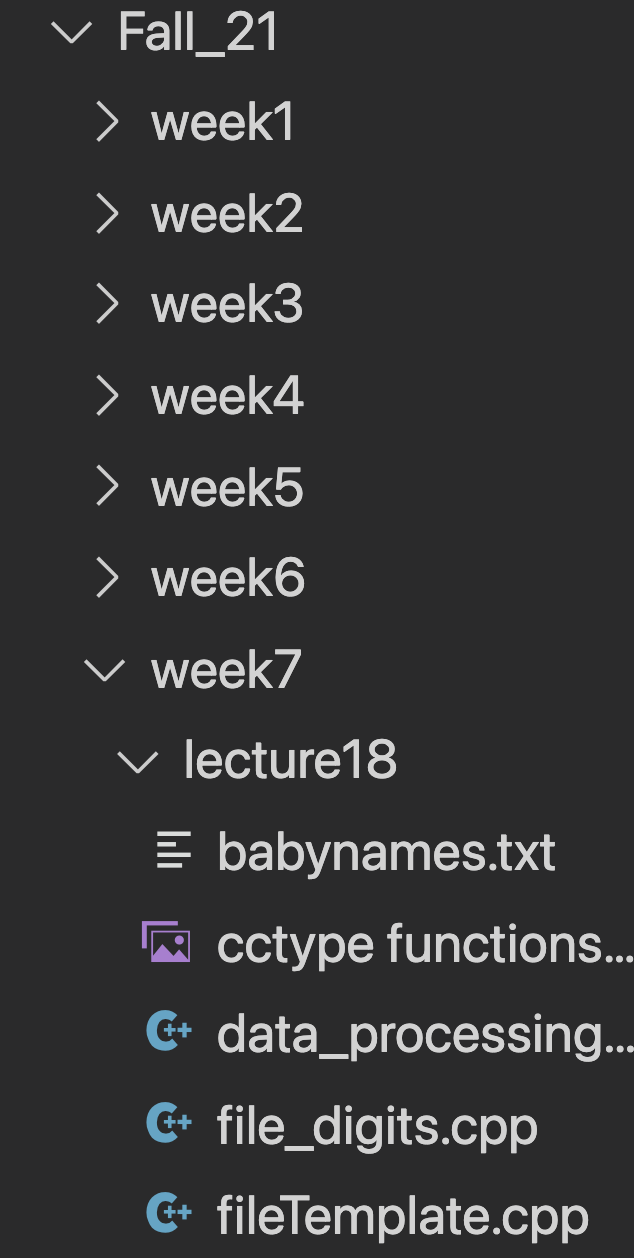 Fall_21
week1
week2
week3
week4
week5
week6
week7
lecture18
babynames.txt
cctype functions...
data_processing...
file_digits.cpp
fileTemplate.cpp